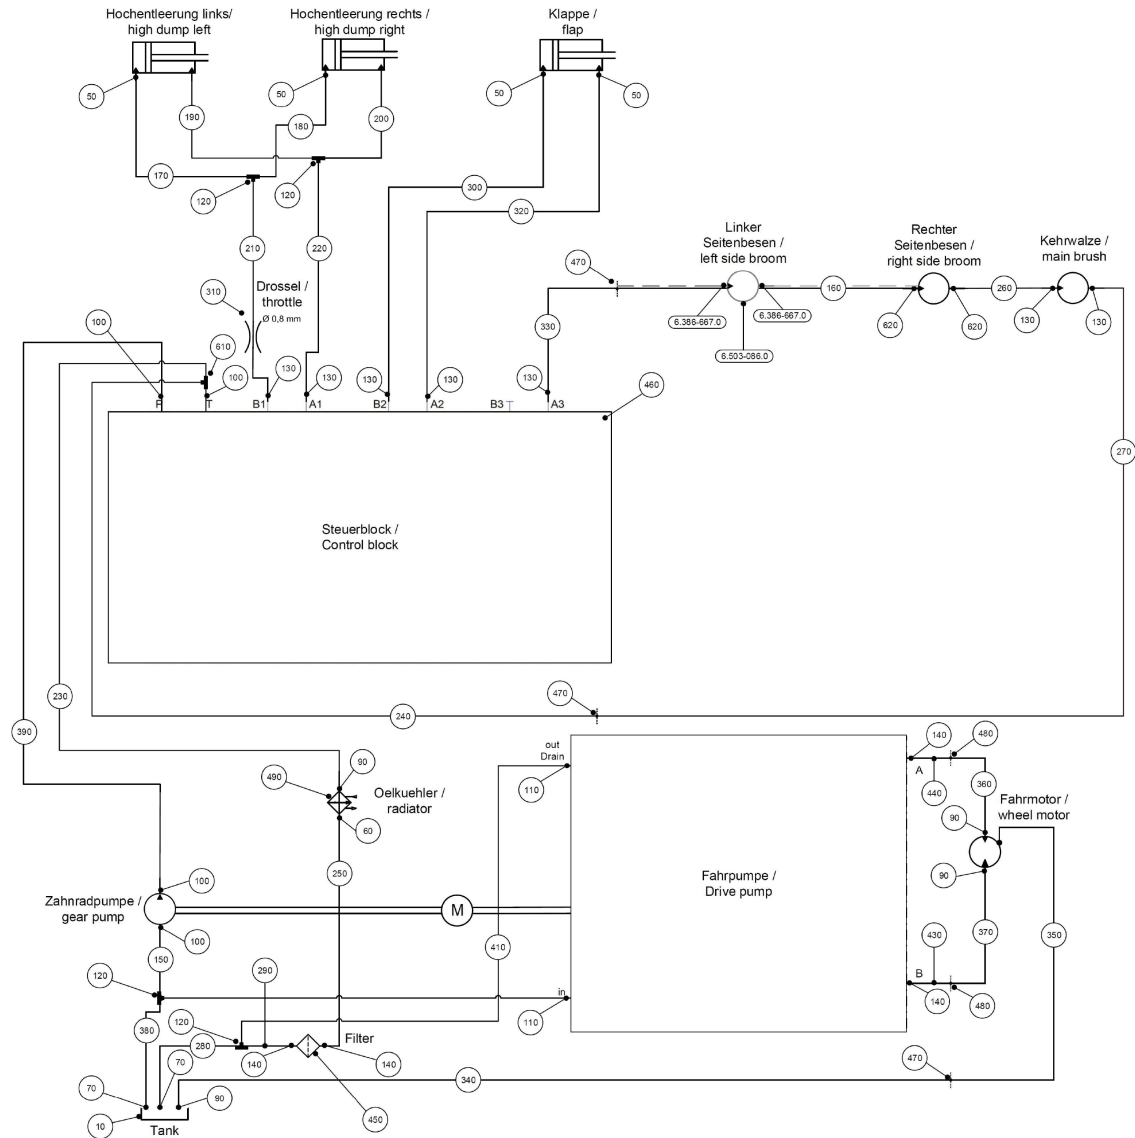 Hochentleerung links/
high dump left
Hochentleerung rechts /
high dump right
Klappe /
flap
50
190
50
180
200
50
50
170
120
120
300
320
210
220
Linker
Seitenbesen /
left side broom
Rechter
Seitenbesen /
right side broom
Kehrwalze /
main brush
470
310
Drossel /
throttle
Ø 0,8 mm
160
260
6.386-667.0
6.386-667.0
620
620
130
130
330
6.503-086.0
100
610
100
130
130
130
130
130
460
P
T
B1
A1
B2
A2
B3
A3
270
Steuerblock /
Control block
230
390
240
470
out
Drain
110
140
480
A
440
360
490
90
Oelkuehler /
radiator
60
Fahrmotor /
wheel motor
90
90
250
Fahrpumpe /
Drive pump
100
Zahnradpumpe /
gear pump
M
100
150
410
430
370
350
120
290
in
110
B
140
480
380
120
280
140
Filter
140
70
70
90
450
340
470
10
Tank